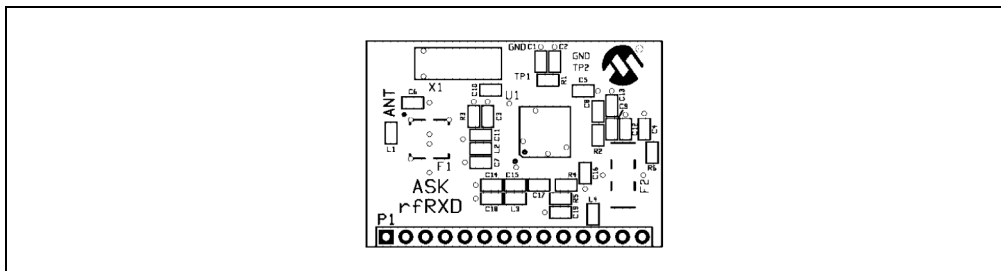 GND C1 C2
GND
TP2
TP1
R1
X1
C10
C5
U1
C6
ANT
C8
C13
C9
R3
C3
C12
C4
L1
C11
R2
L2
R6
F1
C7
C16
F2
R4
ASK
C14
C15
C17
R5
rfRXD
C18
L3
C19
L4
P1